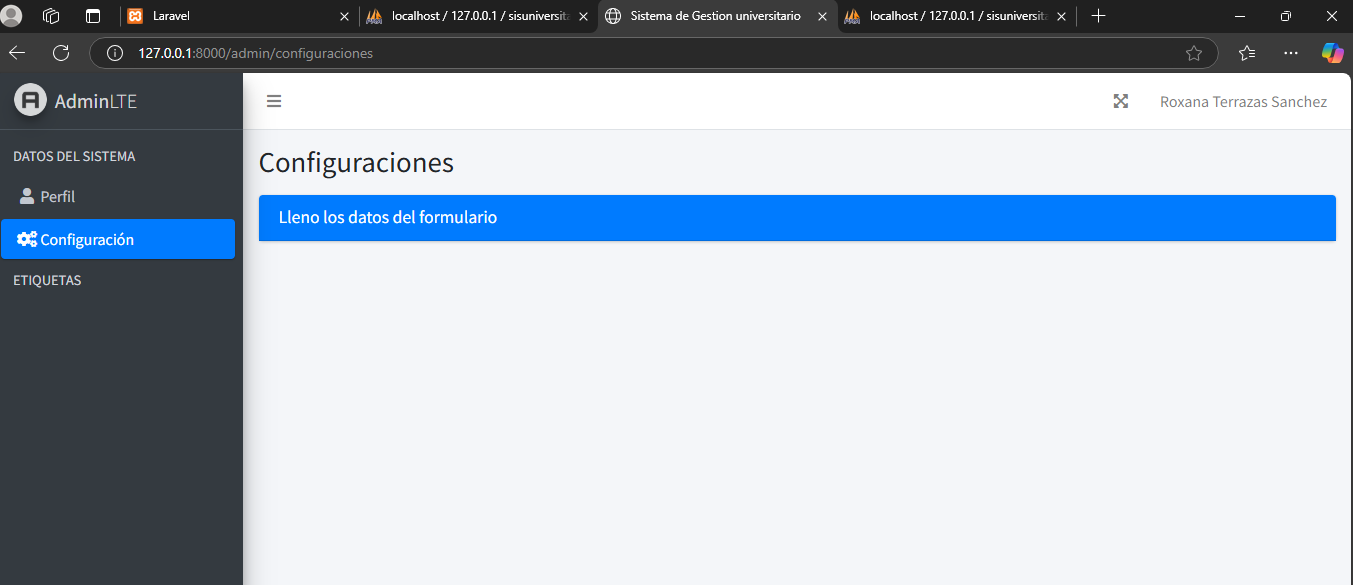 Laravel
localhost / 127.0.0.1 / sisuniversit
Sistema de Gestion universitario
localhost / 127.0.0.1 / sisuniversit
127.0.0.1:8000/admin/configuraciones
AdminLTE
Roxana Terrazas Sanchez
DATOS DEL SISTEMA
Configuraciones
Perfil
Lleno los datos del formulario
Configuración
ETIQUETAS